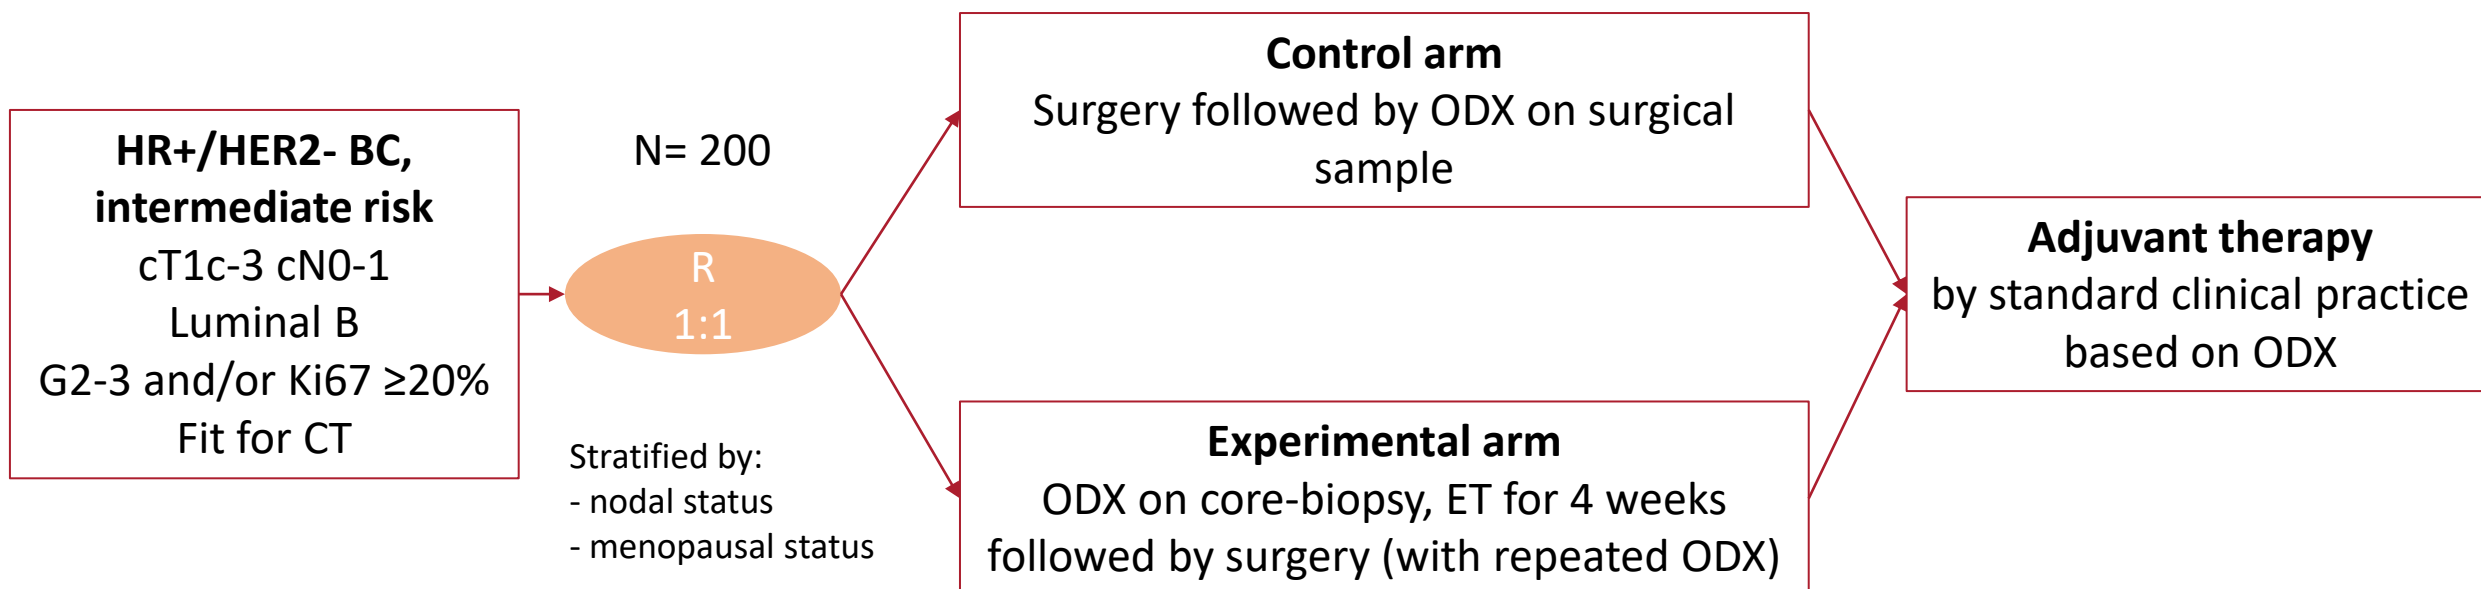 HR+/HER2- BC,
intermediate risk
cT1c-3 cN0-1
Luminal B
G2-3 and/or Ki67 ≥20%
Fit for CT
N= 200
R
1:1
Stratified by:
- nodal status
- menopausal status
Control arm
Surgery followed by ODX on surgical
sample
Experimental arm
ODX on core-biopsy, ET for 4 weeks
followed by surgery (with repeated ODX)
Adjuvant therapy
by standard clinical practice
based on ODX